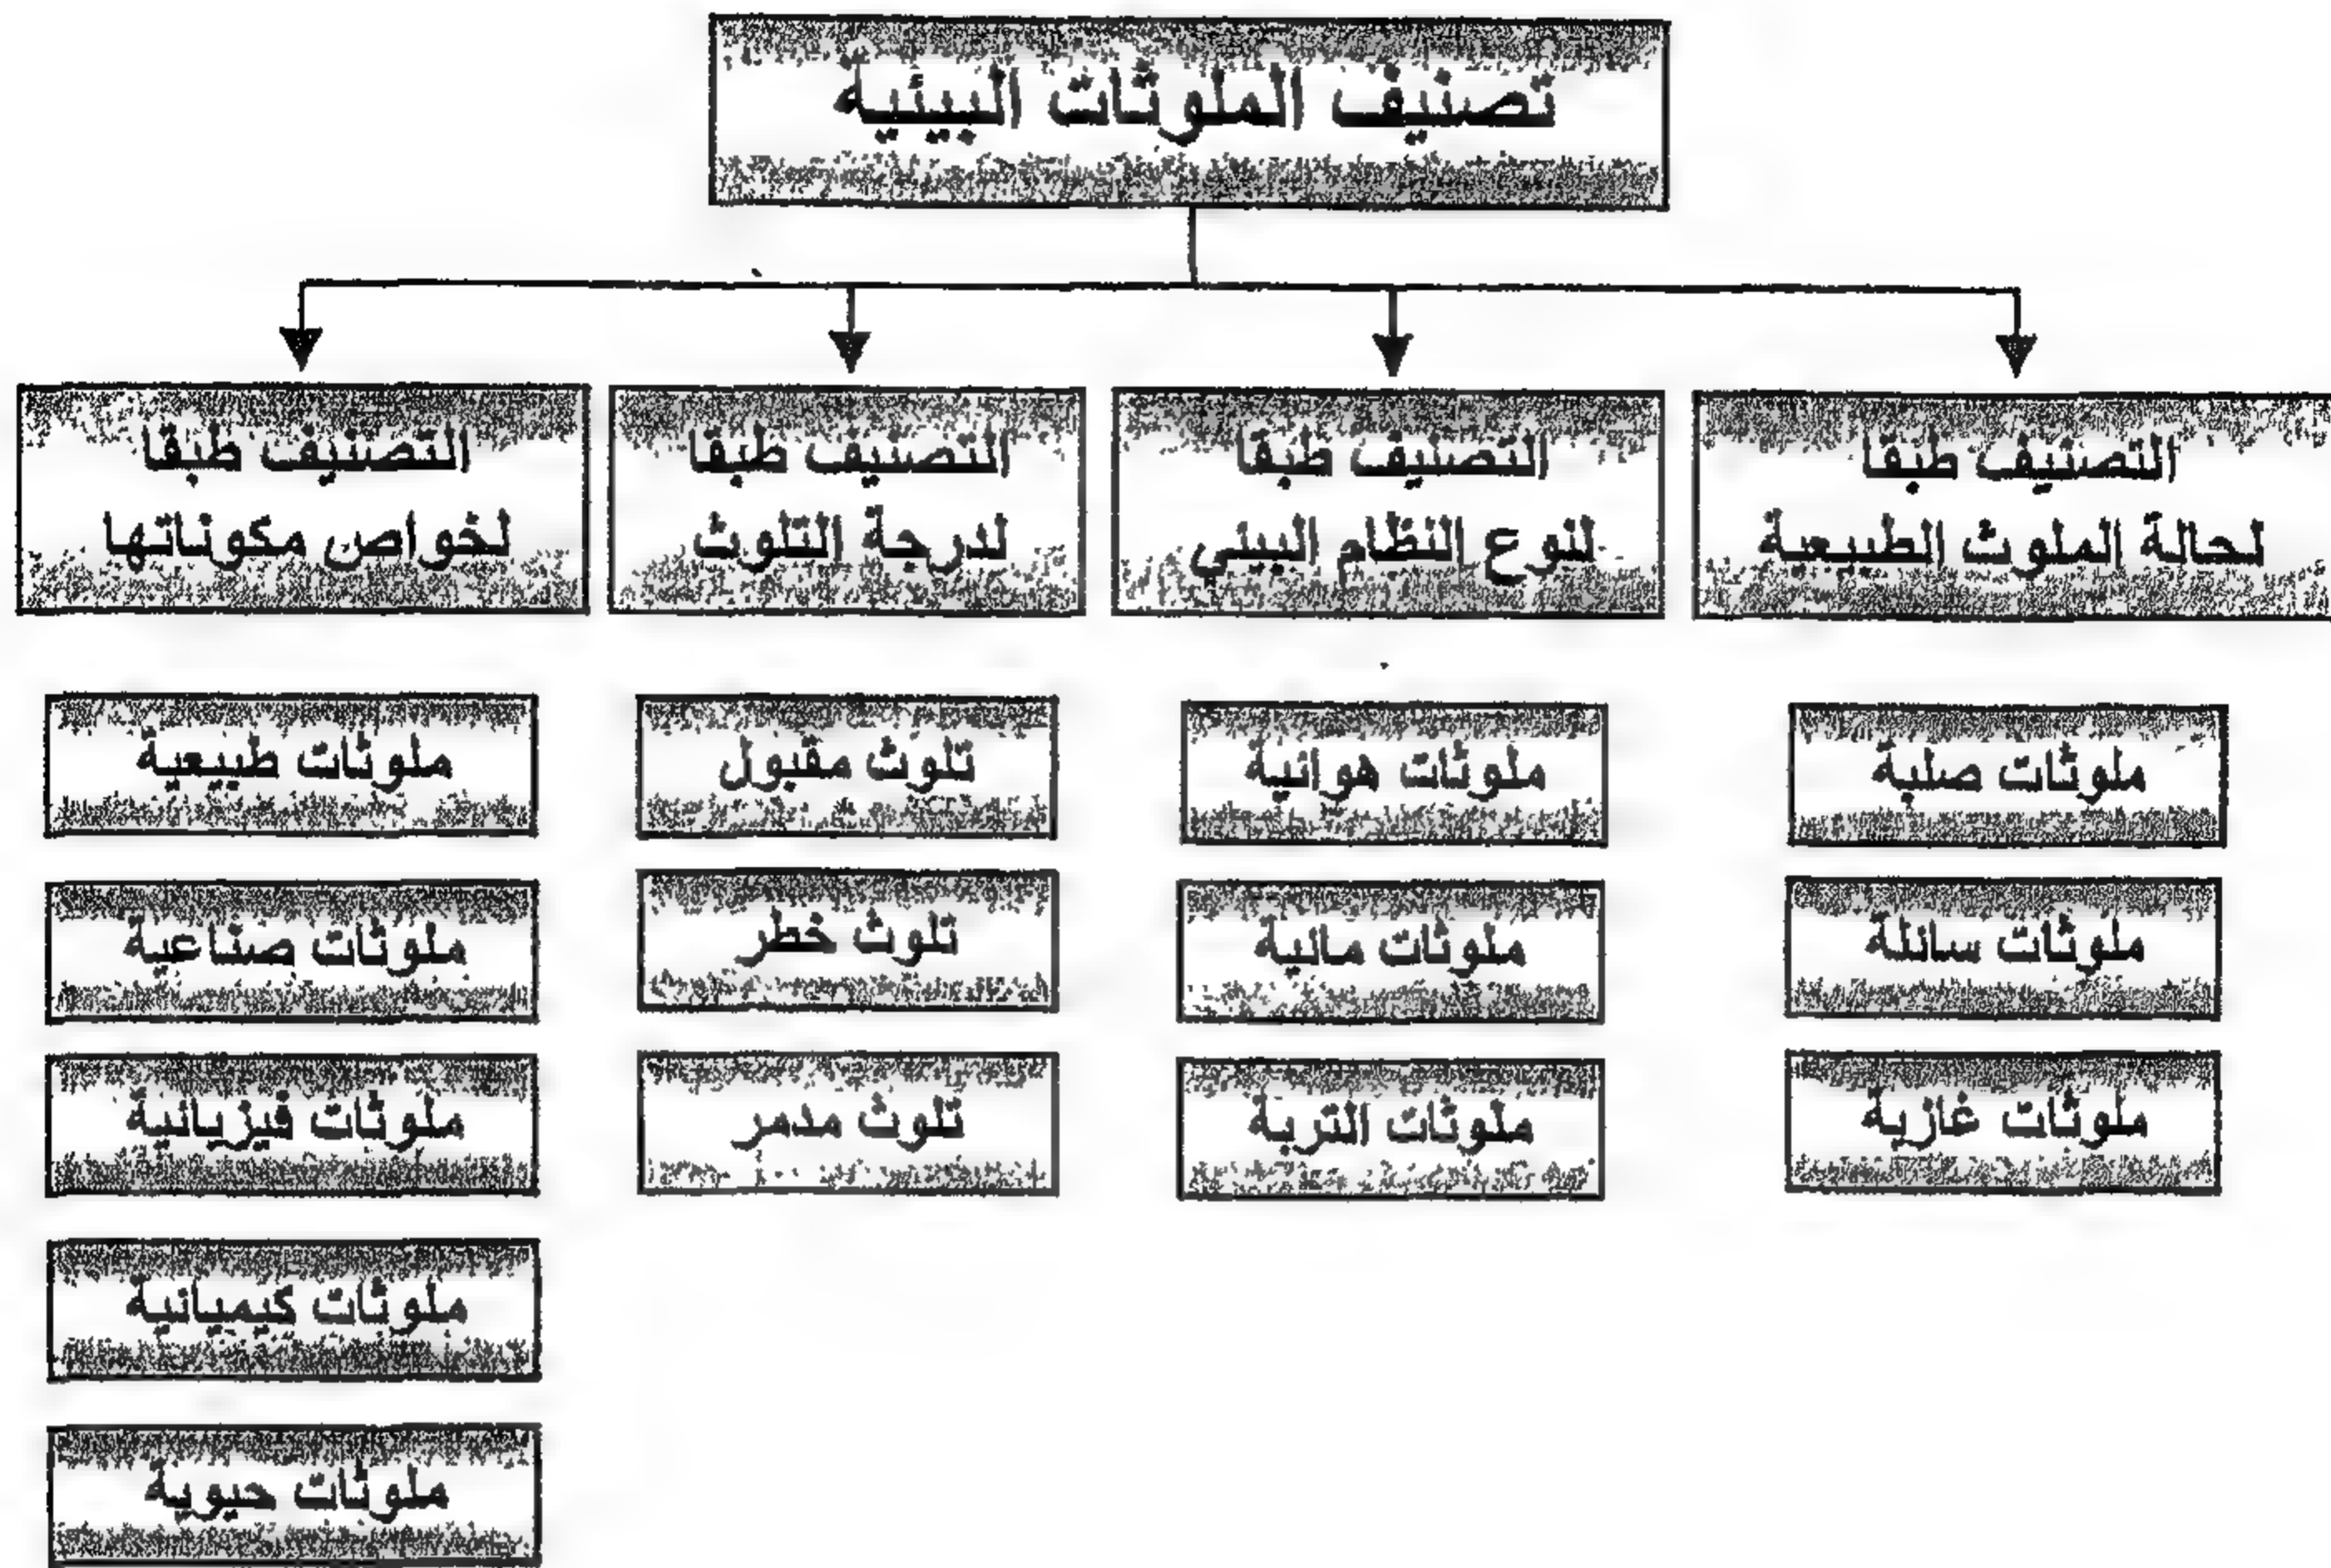 تصنيف الملوثات البيئية
التصنيف طبقا
لحالة الملوث الطبيعية
ملوثات صلبة
ملوثات سائلة
ملوثات غازية
التصنيف طبقا
لنوع النظام البيئي
ملوثات هوائية
ملوثات مائية
ملوثات التربة
التصنيف طبقا
لدرجة التلوث
تلوث مقبول
تلوث خطر
تلوث مدمر
التصنيف طبقا
لخواص مكوناتها
ملوثات طبيعية
ملوثات صناعية
ملوثات فيزيائية
ملوثات كيميائية
ملوثات حيوية